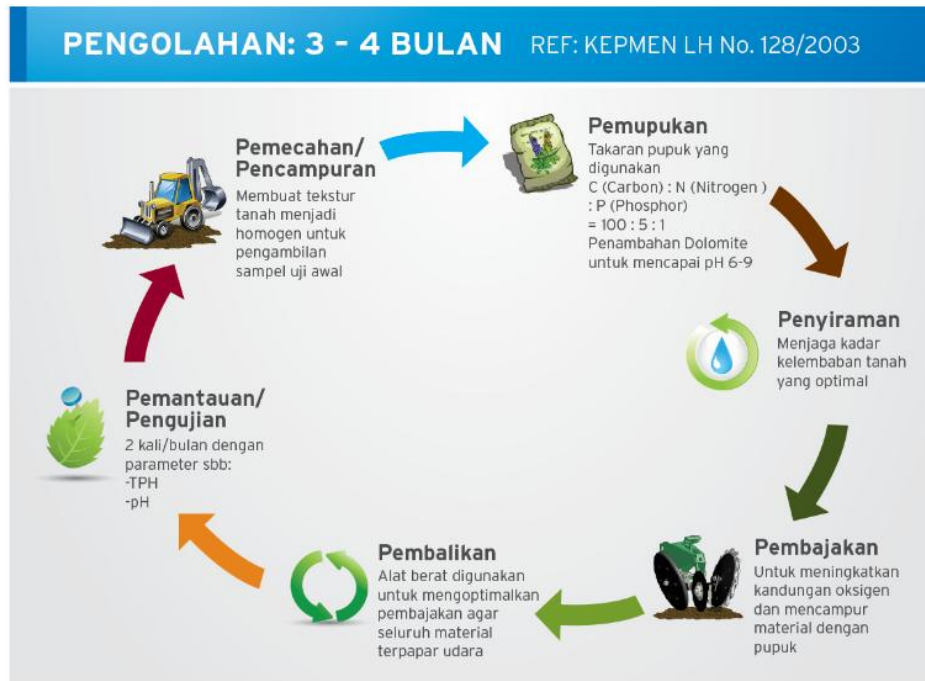 PENGOLAHAN: 3 - 4 BULAN REF: KEPMEN LH No. 128/2003
Pemecahan/
Pencampuran
Membuat tekstur
tanah menjadi
homogen untuk
pengambilan
sampel uji awal
Pemupukan
Takaran pupuk yang
digunakan
C (Carbon) : N (Nitrogen )
: P (Phosphor)
= 100 : 5 : 1
Penambahan Dolomite
untuk mencapai pH 6-9
Penyiraman
Menjaga kadar
kelembaban tanah
yang optimal
Pembajakan
Untuk meningkatkan
kandungan oksigen
dan mencampur
material dengan
pupuk
Pembalikan
Alat berat digunakan
untuk mengoptimalkan
pembajakan agar
seluruh material
terpapar udara
Pemantauan/
Pengujian
2 kali/bulan dengan
parameter sbb:
-TPH
-pH